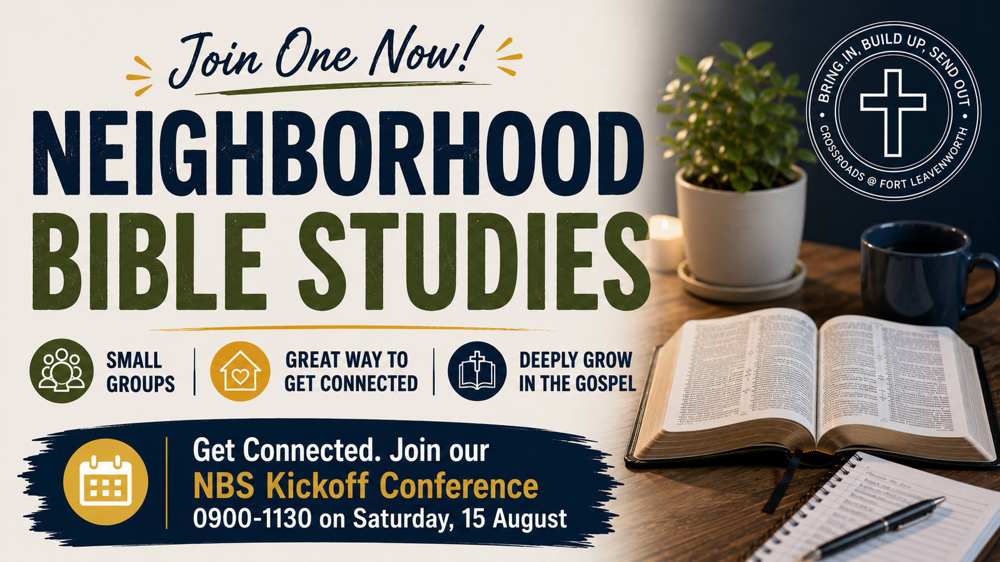 Join One Now!
NEIGHBORHOOD
BIBLE STUDIES
SMALL
GROUPS
GREAT WAY TO
GET CONNECTED
DEEPLY GROW
IN THE GOSPEL
Get Connected. Join our
NBS Kickoff Conference
0900-1130 on Saturday, 15 August
• BRING IN, BUILD UP, SEND OUT •
CROSSROADS @ FORT LEAVENWORTH